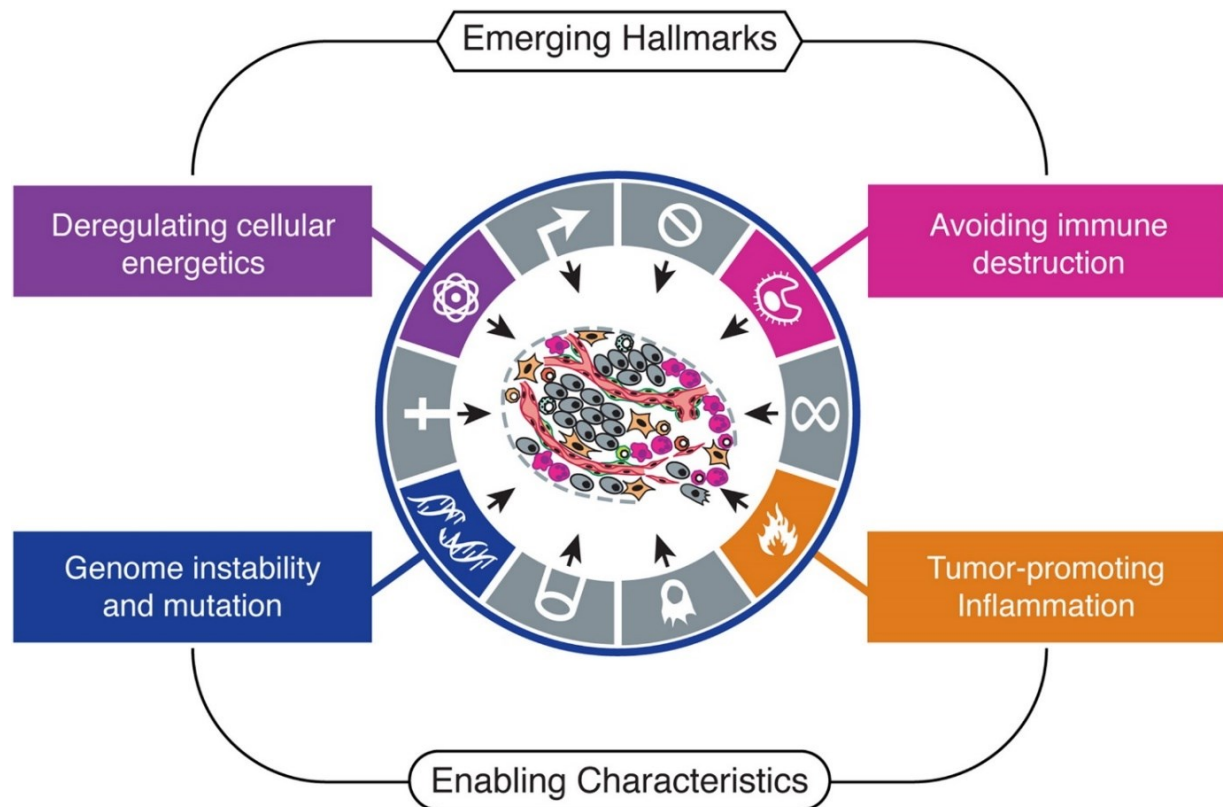 Emerging Hallmarks
Deregulating cellular
energetics
Avoiding immune
destruction
Genome instability
and mutation
Tumor-promoting
Inflammation
Enabling Characteristics